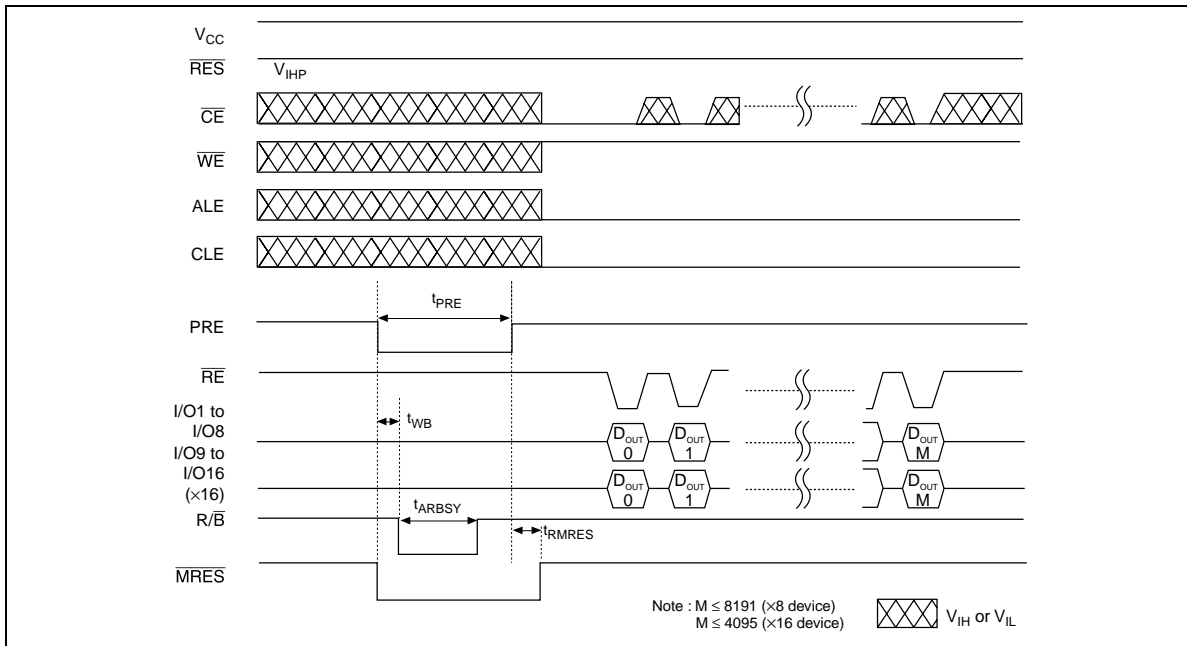 VCC
RES
VIHP
CE
WE
ALE
CLE
tPRE
PRE
RE
I/O1 to
I/O8
I/O9 to
I/O16
(×16)
tWB
DOUT
0
DOUT
1
DOUT
M
DOUT
0
DOUT
1
DOUT
M
R/B
tARBSY
tRMRES
MRES
Note : M ≤ 8191 (×8 device)
M ≤ 4095 (×16 device)
VIH or VIL